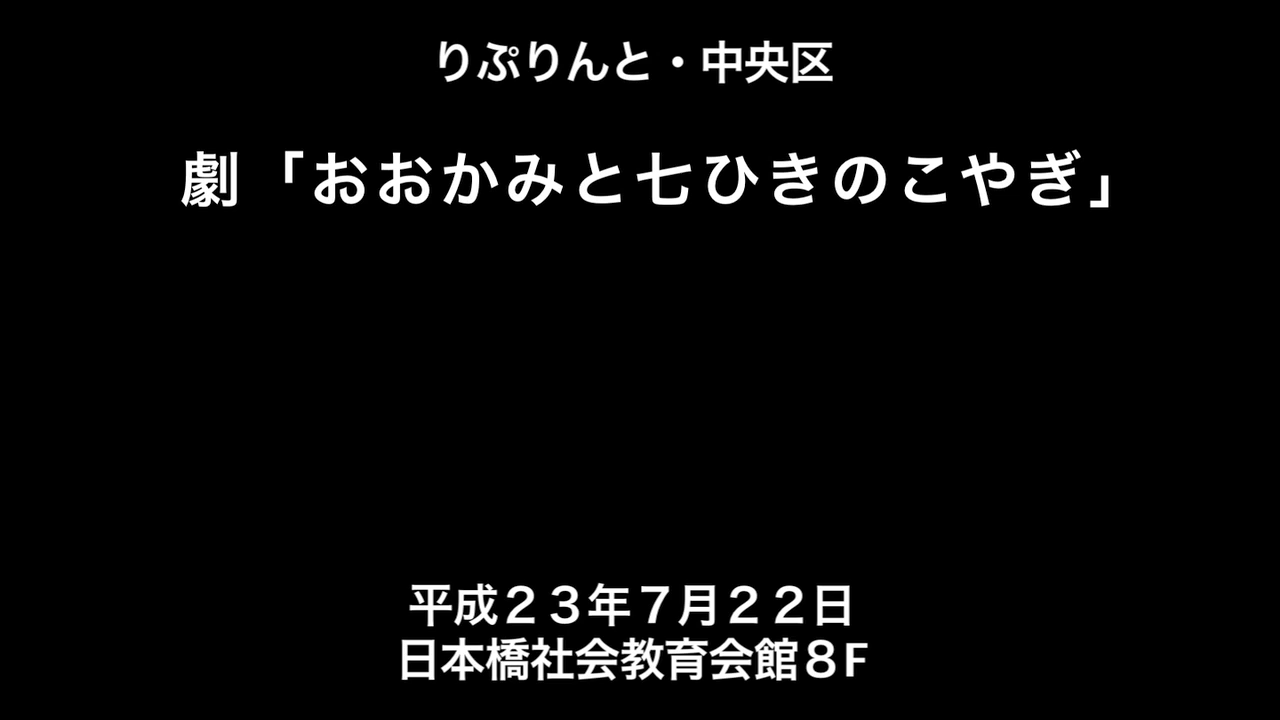 りぷりんと・中央区
劇「おおかみと七ひきのこやぎ」
平成２３年７月２２日
日本橋社会教育会館８F